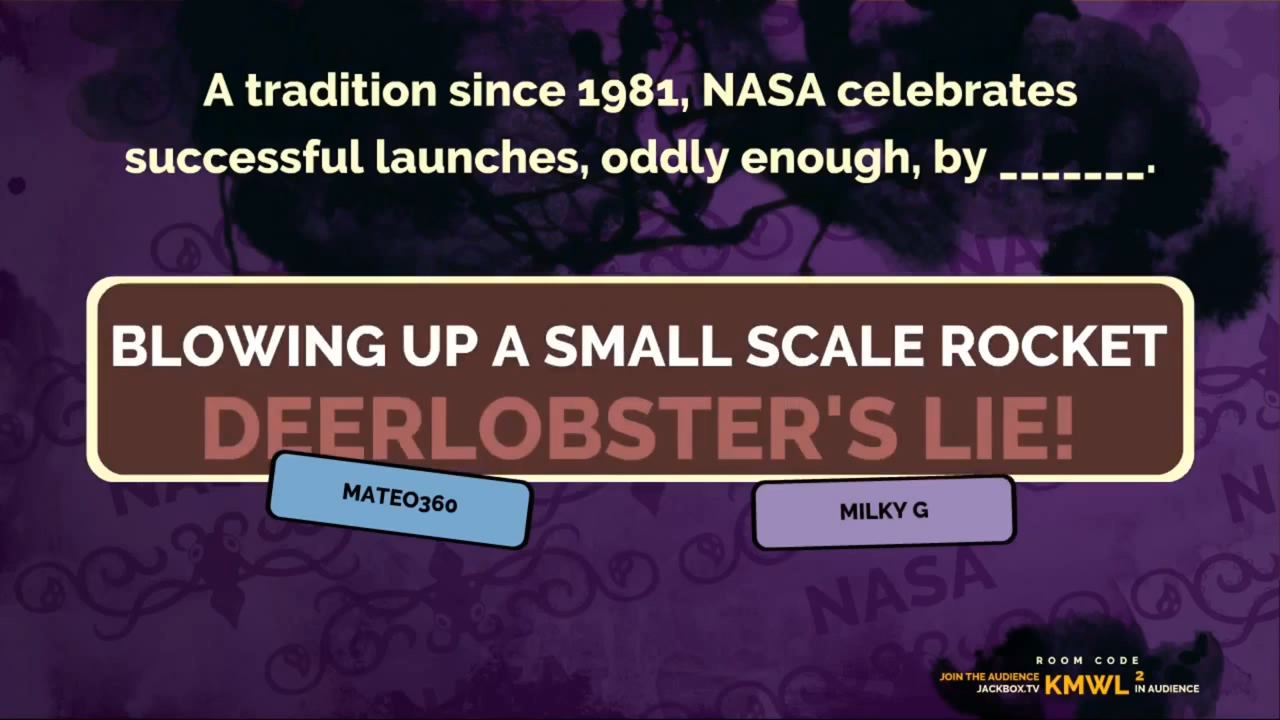 A tradition since 1981, NASA celebrates
successful launches, oddly enough, by _______.
BLOWING UP A SMALL SCALE ROCKET
DEERLOBSTER'S LIE!
MATEO360
MILKY G
NASA
ROOM CODE
JOIN THE AUDIENCE
JACKBOX.TV
KMWL
2
IN AUDIENCE